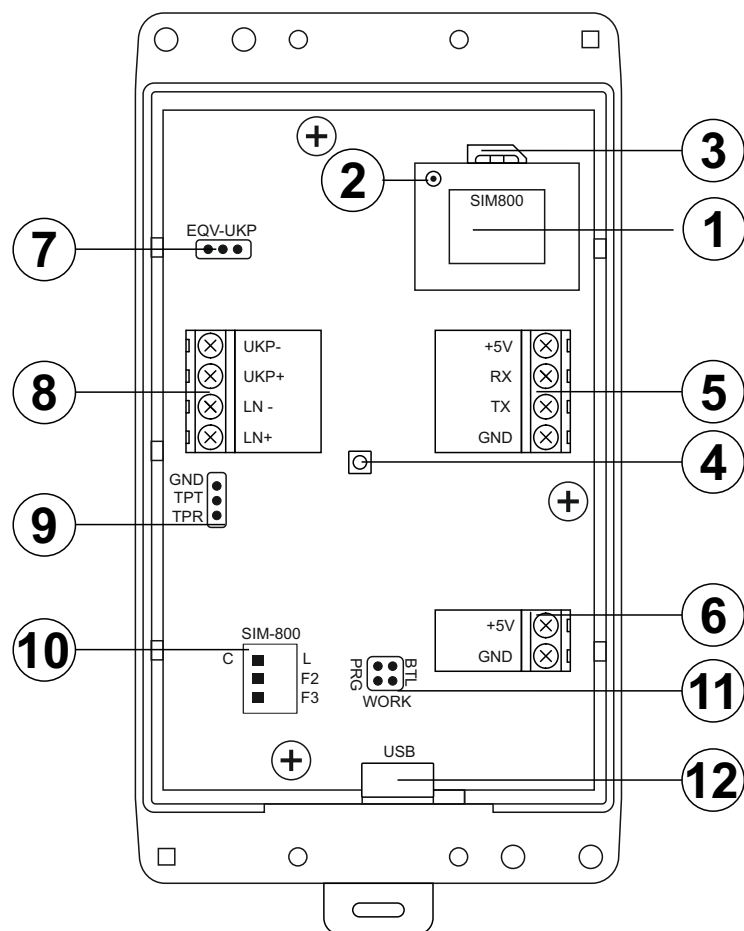 3
2
SIM800
1
EQV-UKP
7
UKP-
UKP+
LN -
LN+
8
+5V
RX
TX
GND
5
4
GND
TPT
TPR
9
+5V
GND
6
SIM-800
C
L
F2
F3
10
PRG
BTL
WORK
11
USB
12